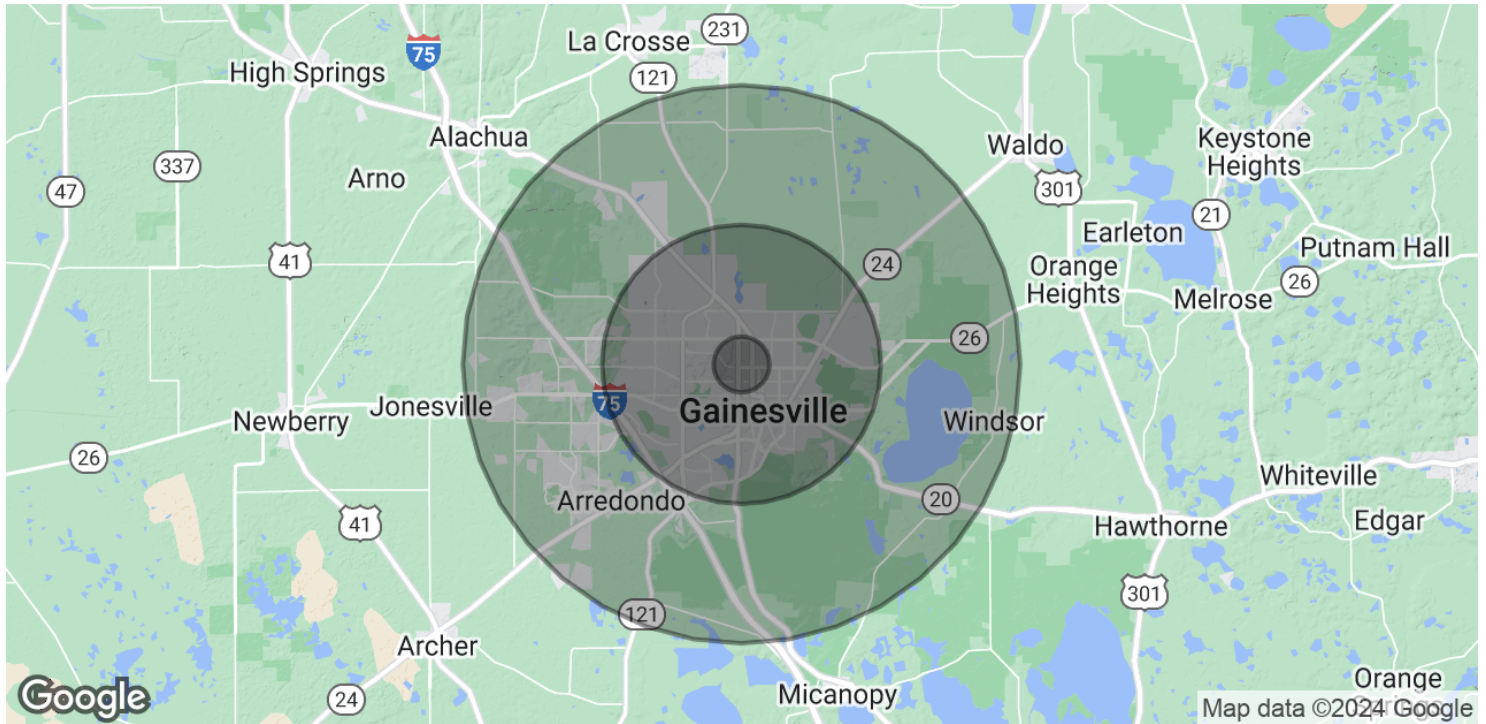 231
La Crosse
75
121
High Springs
Alachua
Waldo
Keystone
Heights
337
Arno
47
301
21
Earleton
41
24
Orange
Heights
Putnam Hall
26
Melrose
26
75
Jonesville
Gainesville
Newberry
Windsor
26
Whiteville
Arredondo
20
41
Hawthorne
Edgar
301
121
Archer
Orange
24
Micanopy
Google
Map data ©2024 Google